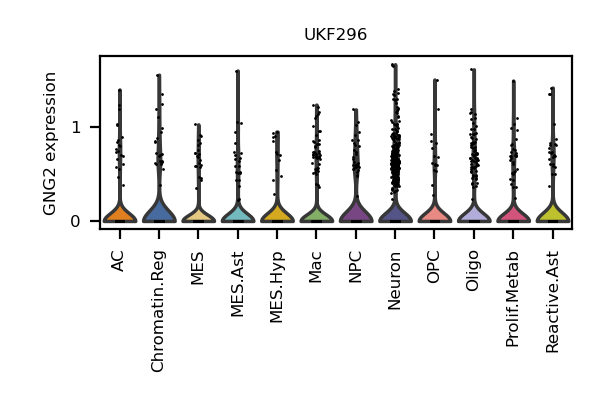 UKF296
GNG2 expression
1
0
AC
Chromatin.Reg
MES
MES.Ast
MES.Hyp
Mac
NPC
Neuron
OPC
Oligo
Prolif.Metab
Reactive.Ast